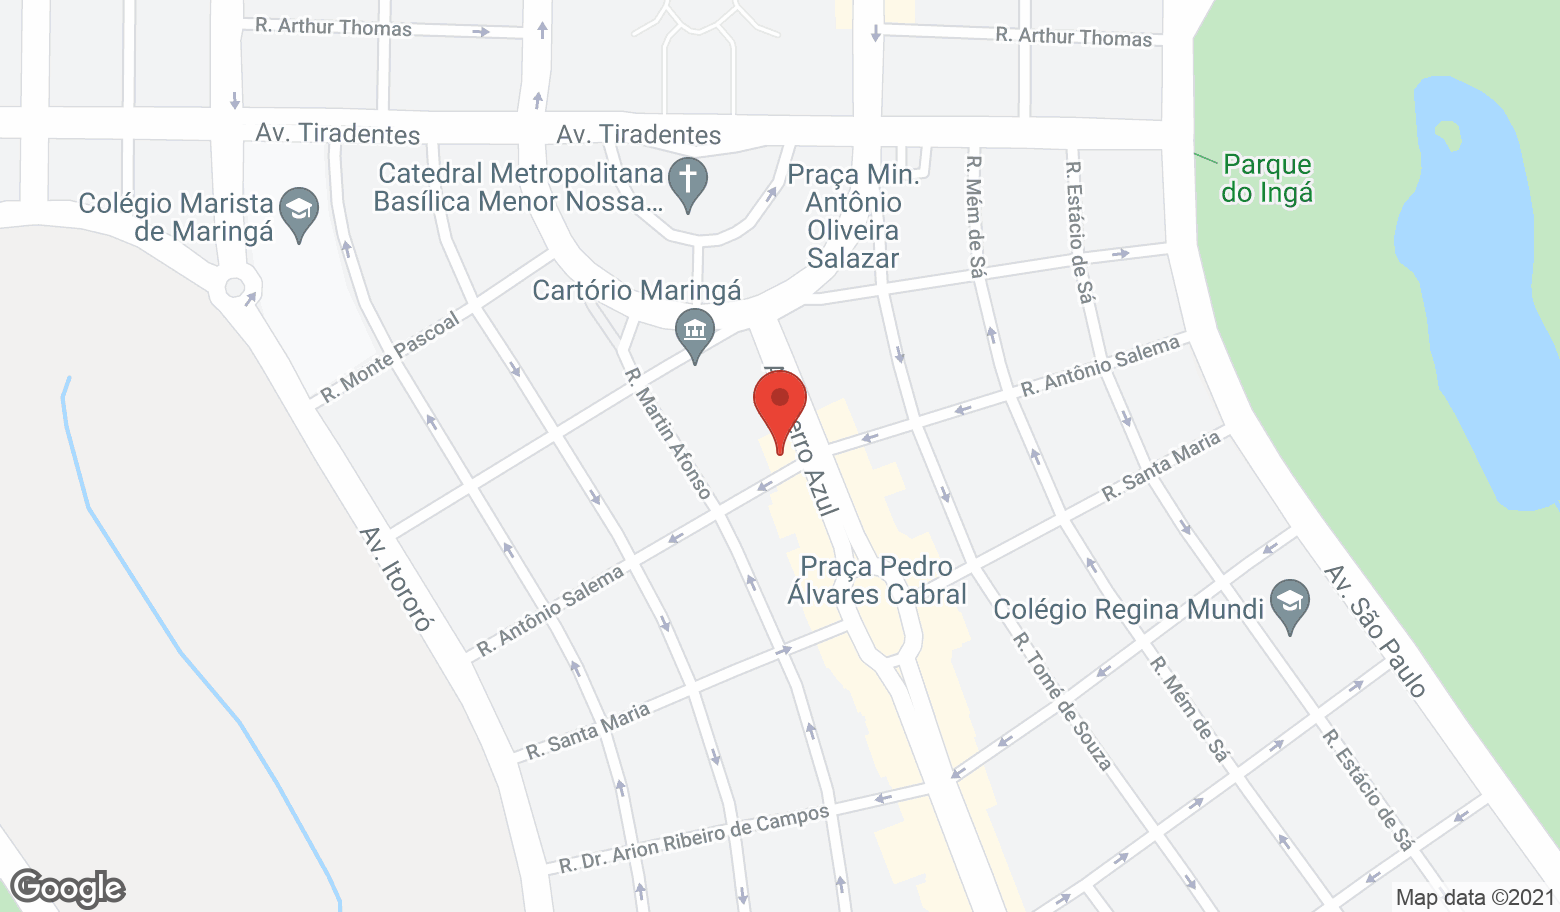 R. Arthur Thomas
R. Arthur Thomas
Av. Tiradentes
Av. Tiradentes
Catedral Metropolitana
Basílica Menor Nossa...
Praça Min.
Antônio
Oliveira
Salazar
R. Mém de Sá
R. Estácio de Sá
Parque
do Ingá
Colégio Marista
de Maringá
Cartório Maringá
R. Monte Pascoal
R. Martin Afonso
R. Antônio Salema
R. Santa Maria
erro Azul
Av. Itororó
R. Antônio Salema
Praça Pedro
Álvares Cabral
Colégio Regina Mundi
Av. São Paulo
R. Tomé de Souza
R. Mém de Sá
R. Estácio de Sá
R. Santa Maria
R. Dr. Arion Ribeiro de Campos
Google
Map data ©2021